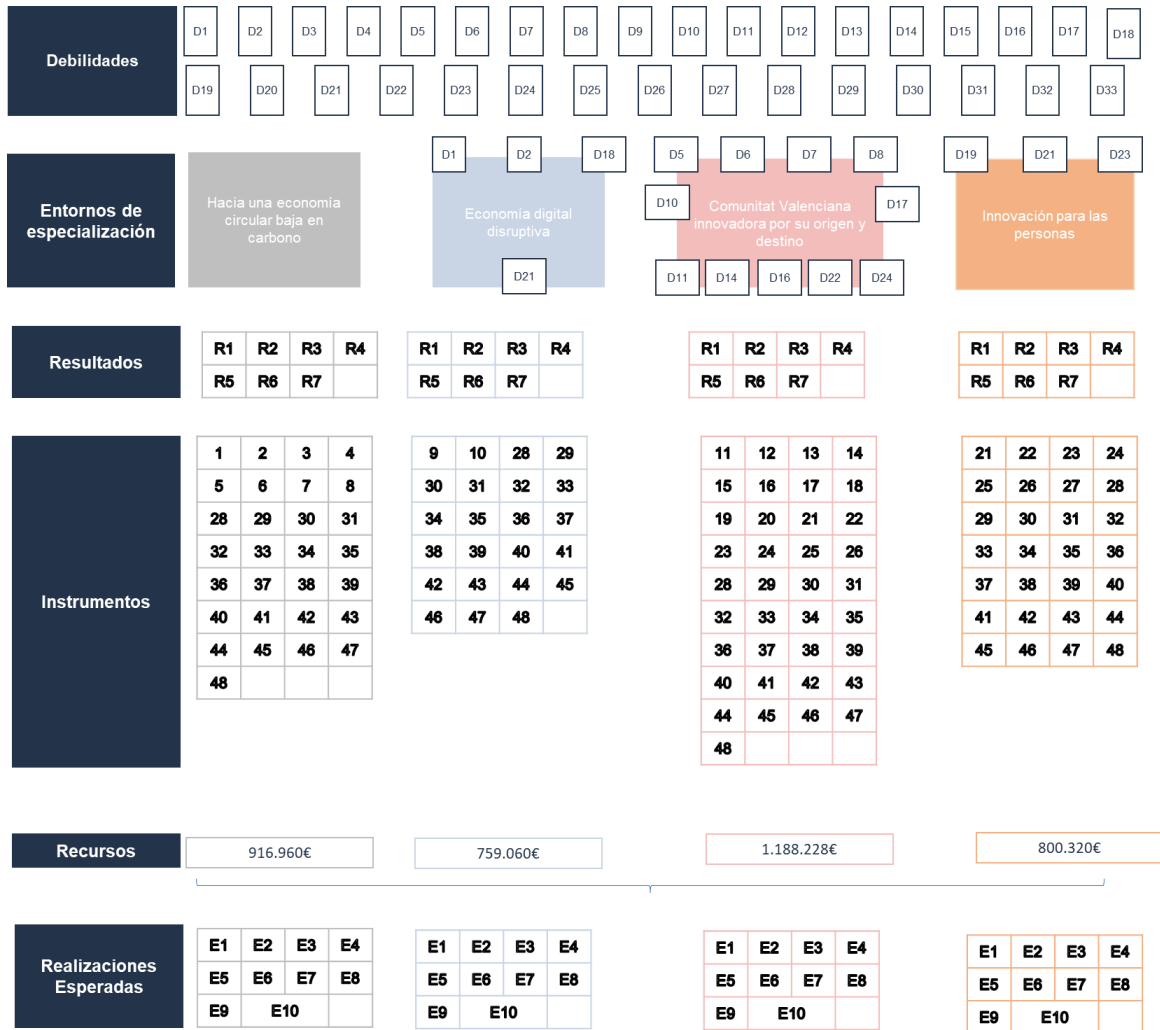 Debilidades
D1 D2 D3 D4 D5 D6 D7 D8 D9 D10 D11 D12 D13 D14 D15 D16 D17 D18
D19 D20 D21 D22 D23 D24 D25 D26 D27 D28 D29 D30 D31 D32 D33
Entornos de
especialización
Hacia una economía
circular baja en
carbono
D1 D2 D18
Economía digital
disruptiva
D21
D5 D6 D7 D8
D10 D17
Comunitat Valenciana
innovadora por su origen y
destino
D11 D14 D16 D22 D24
D19 D21 D23
Innovación para las
personas
Resultados
R1 R2 R3 R4
R5 R6 R7
R1 R2 R3 R4
R5 R6 R7
R1 R2 R3 R4
R5 R6 R7
R1 R2 R3 R4
R5 R6 R7
Instrumentos
1 2 3 4
5 6 7 8
28 29 30 31
32 33 34 35
36 37 38 39
40 41 42 43
44 45 46 47
48
9 10 28 29
30 31 32 33
34 35 36 37
38 39 40 41
42 43 44 45
46 47 48
11 12 13 14
15 16 17 18
19 20 21 22
23 24 25 26
28 29 30 31
32 33 34 35
36 37 38 39
40 41 42 43
44 45 46 47
48
21 22 23 24
25 26 27 28
29 30 31 32
33 34 35 36
37 38 39 40
41 42 43 44
45 46 47 48
Recursos
916.960€
759.060€
1.188.228€
800.320€
Realizaciones
Esperadas
E1 E2 E3 E4
E5 E6 E7 E8
E9 E10
E1 E2 E3 E4
E5 E6 E7 E8
E9 E10
E1 E2 E3 E4
E5 E6 E7 E8
E9 E10
E1 E2 E3 E4
E5 E6 E7 E8
E9 E10